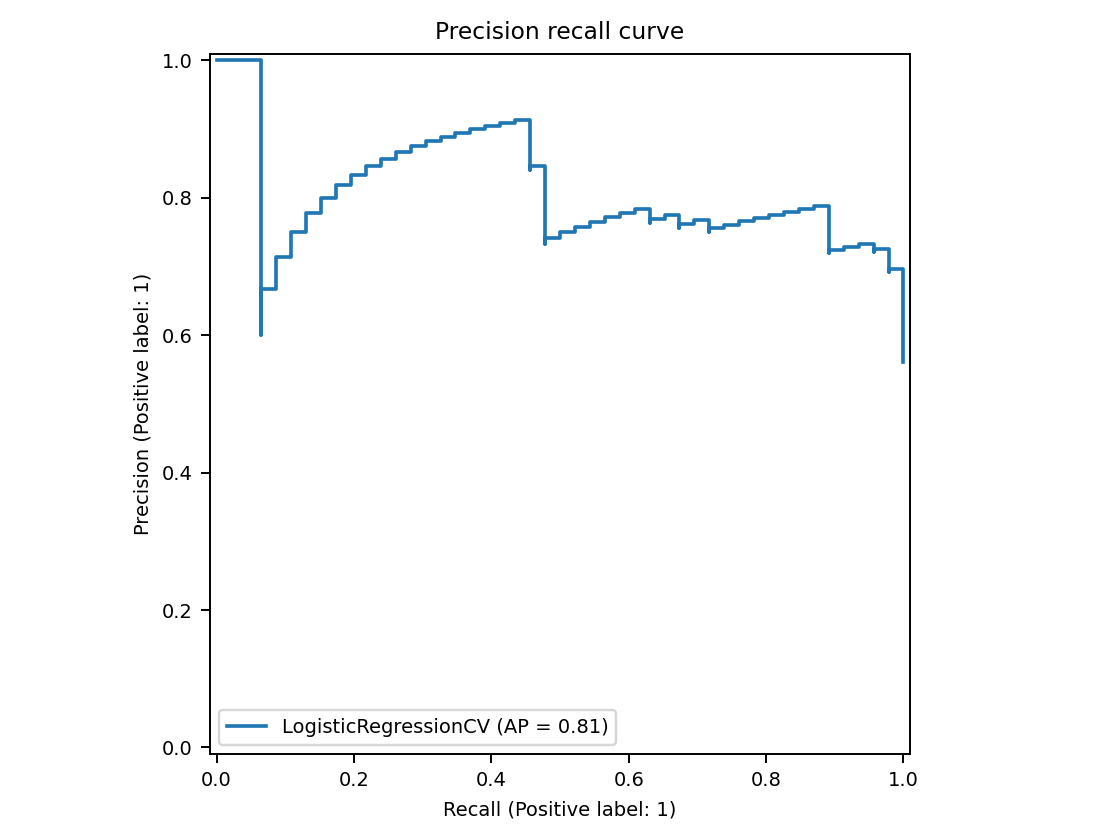 Precision recall curve
1.0
0.8
0.6
0.4
0.2
0.0
Precision (Positive label: 1)
LogisticRegressionCV (AP = 0.81)
0.0 0.2 0.4 0.6 0.8 1.0
Recall (Positive label: 1)